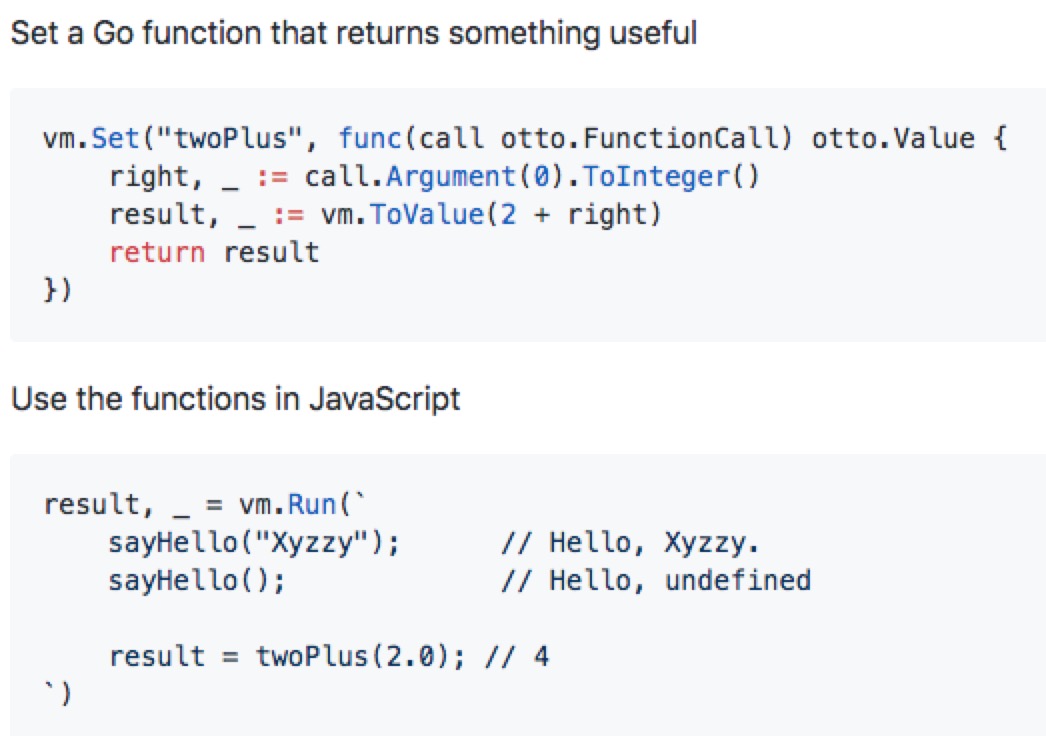 Set a Go function that returns something useful
vm.Set("twoPlus", func(call otto.FunctionCall) otto.Value {
    right, _ := call.Argument(0).ToInteger()
    result, _ := vm.ToValue(2 + right)
    return result
})
Use the functions in JavaScript
result, _ = vm.Run(`
    sayHello("Xyzzy");      // Hello, Xyzzy.
    sayHello();             // Hello, undefined
    result = twoPlus(2.0); // 4
`)